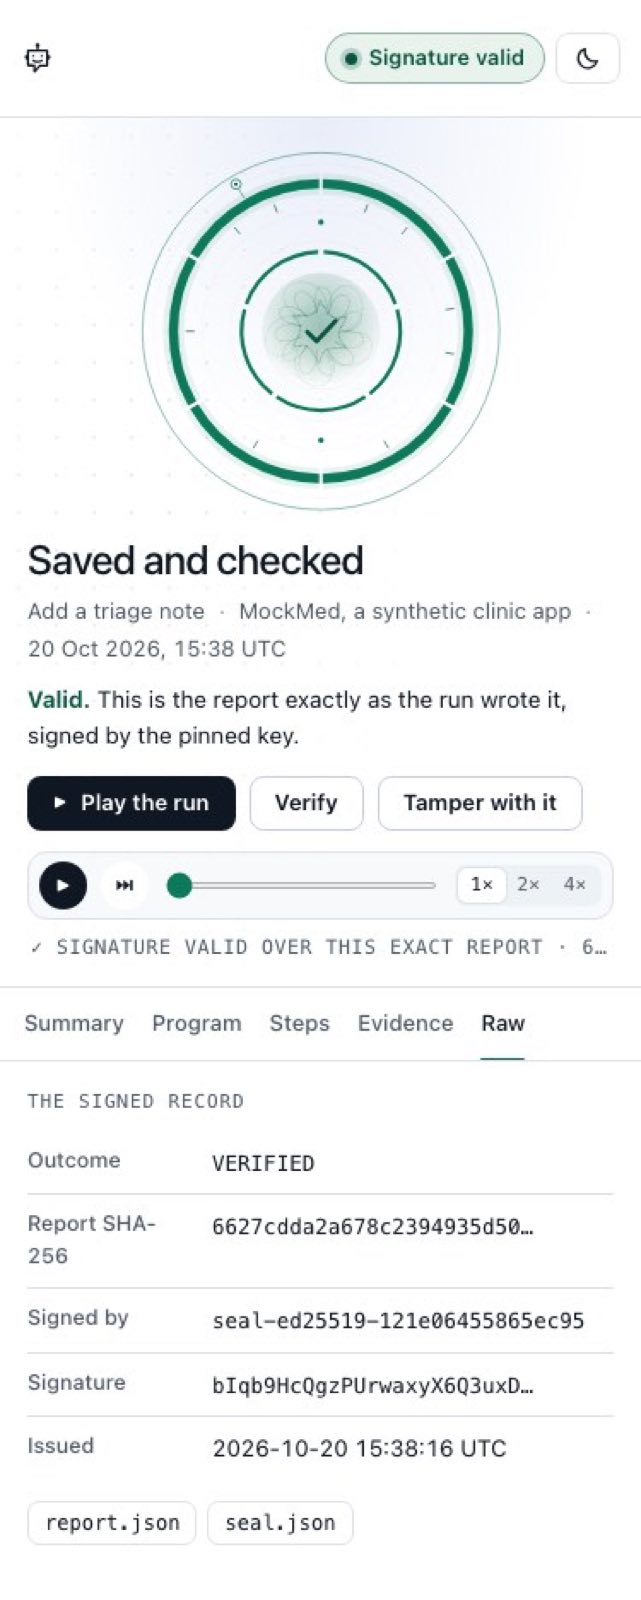 Signature valid
Saved and checked
Add a triage note · MockMed, a synthetic clinic app ·
20 Oct 2026, 15:38 UTC
Valid. This is the report exactly as the run wrote it,
signed by the pinned key.
Play the run
Verify
Tamper with it
1×
2×
4×
✓ SIGNATURE VALID OVER THIS EXACT REPORT · 6…
Summary
Program
Steps
Evidence
Raw
THE SIGNED RECORD
Outcome
VERIFIED
Report SHA-
256
6627cdda2a678c2394935d50…
Signed by
seal-ed25519-121e06455865ec95
Signature
bIqb9HcQgzPUrwaxyX6Q3uxD…
Issued
2026-10-20 15:38:16 UTC
report.json
seal.json